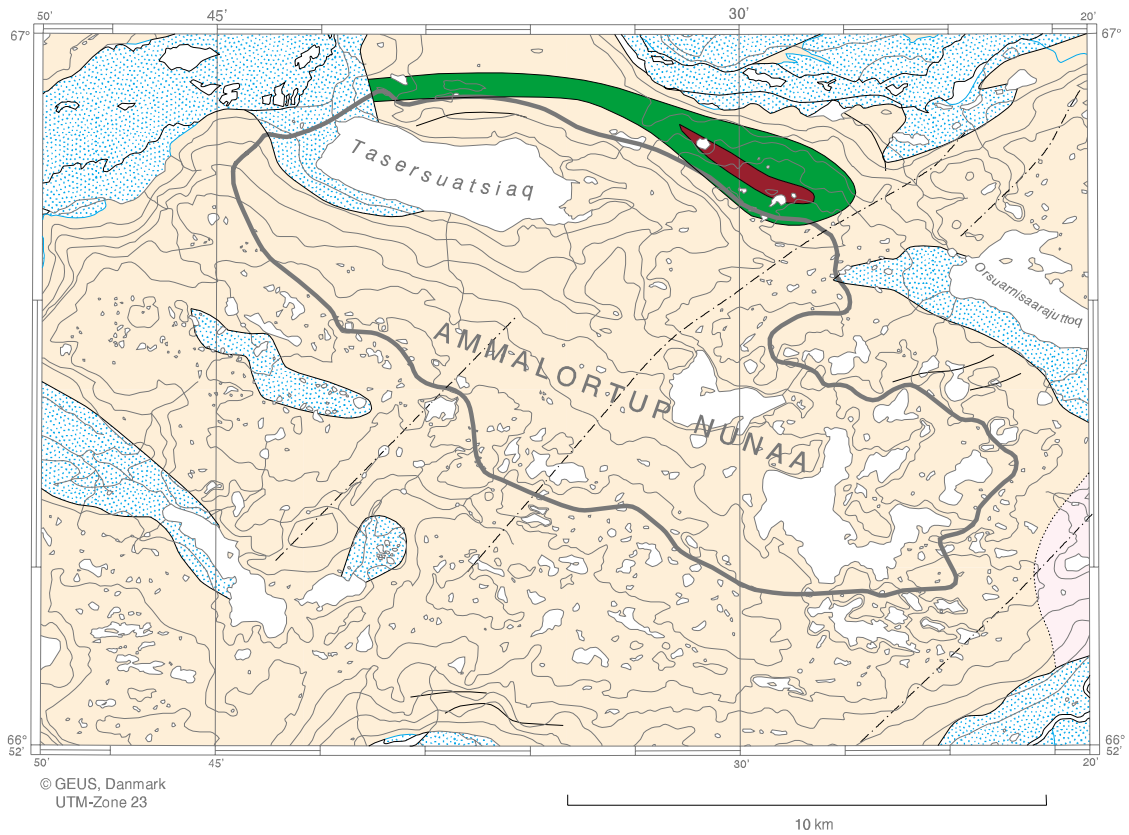 50′ 45′ 30′ 20′
67° 67°
Tasersuatsiaq
Orsuarnisaarajuttoq
AMMALORTUP NUNAA
66° 66°
52′ 52′
50′ 45′ 30′ 20′
© GEUS, Danmark
UTM-Zone 23
10 km